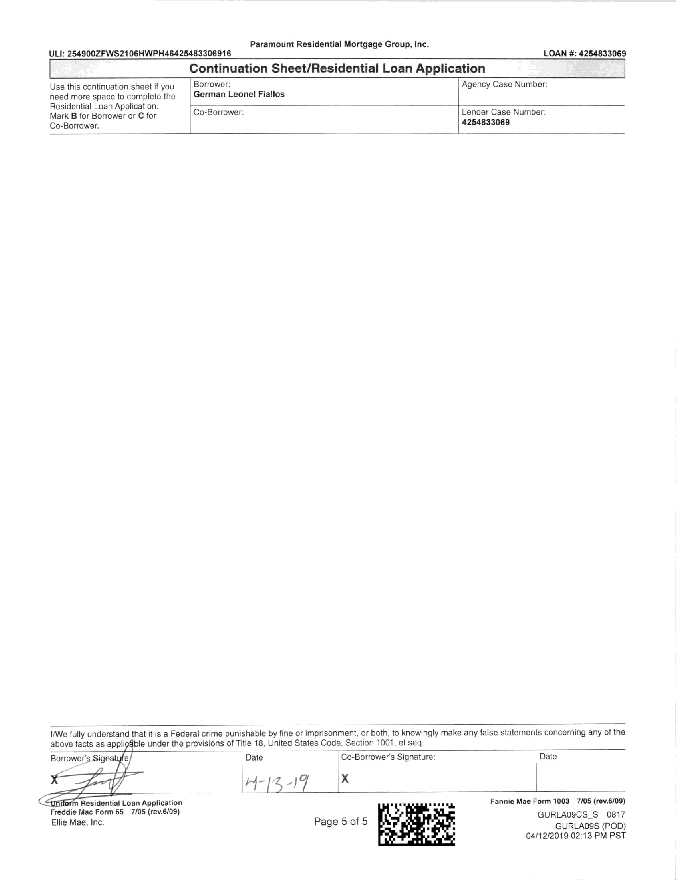 Paramount Residential Mortgage Group, Inc.
ULI: 254900ZFWS2106HWPH46425483306916 LOAN #: 4254833069
Continuation Sheet/Residential Loan Application
Use this continuation sheet if you
need more space to complete the
Residential Loan Application.
Mark B for Borrower or C for
Co-Borrower.
Borrower:
German Leonel Fiallos
Agency Case Number:
Co-Borrower:
Lender Case Number:
4254833069
I/We fully understand that it is a Federal crime punishable by fine or imprisonment, or both, to knowingly make any false statements concerning any of the
above facts as applicable under the provisions of Title 18, United States Code, Section 1001, et seq.
Borrower's Signature Date Co-Borrower's Signature: Date
X 4-13-19 X
Uniform Residential Loan Application
Freddie Mac Form 65 7/05 (rev.6/09)
Ellie Mae, Inc.
Page 5 of 5
Fannie Mae Form 1003 7/05 (rev.6/09)
GURLA09CS_S 0817
GURLA09S (POD)
04/12/2019 02:13 PM PST